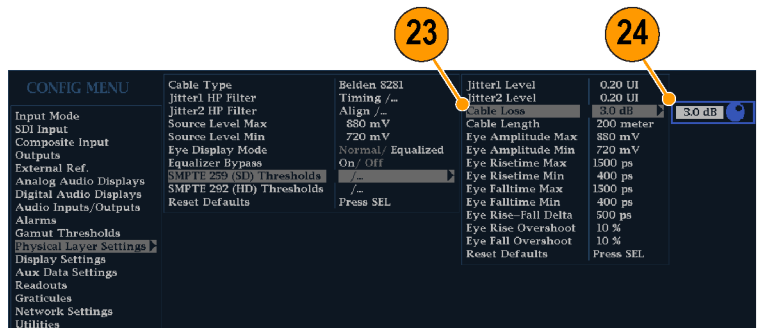 23
24
CONFIG MENU
Input Mode
SDI Input
Composite Input
Outputs
External Ref.
Analog Audio Displays
Digital Audio Displays
Audio Inputs/Outputs
Alarms
Gamut Thresholds
Physical Layer Settings
Display Settings
Aux Data Settings
Readouts
Graticules
Network Settings
Utilities
Cable Type Belden 8281
Jitter1 HP Filter Timing /...
Jitter2 HP Filter Align /...
Source Level Max 880 mV
Source Level Min 720 mV
Eye Display Mode Normal/ Equalized
Equalizer Bypass On/ Off
SMPTE 259 (SD) Thresholds /...
SMPTE 292 (HD) Thresholds /...
Reset Defaults Press SEL
Jitter1 Level 0.20 UI
Jitter2 Level 0.20 UI
Cable Loss 3.0 dB
Cable Length 200 meter
Eye Amplitude Max 880 mV
Eye Amplitude Min 720 mV
Eye Risetime Max 1500 ps
Eye Risetime Min 400 ps
Eye Falltime Max 1500 ps
Eye Falltime Min 400 ps
Eye Rise-Fall Delta 500 ps
Eye Rise Overshoot 10 %
Eye Fall Overshoot 10 %
Reset Defaults Press SEL
3.0 dB